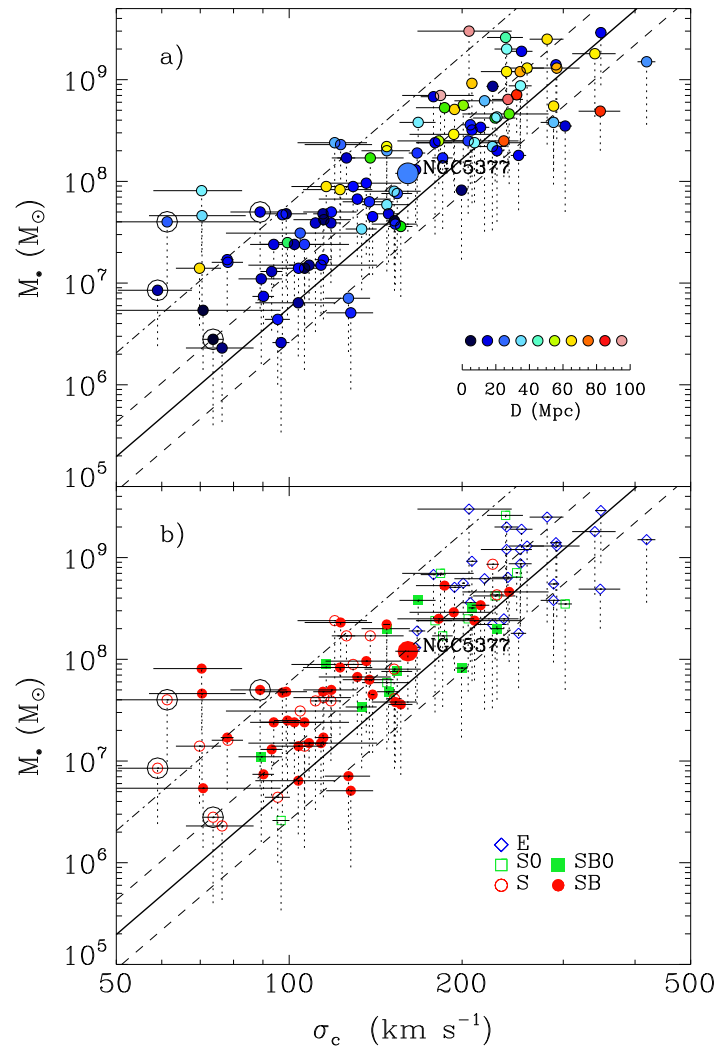 a)
10⁹
10⁸
10⁷
10⁶
10⁵
M• (M⊙)
NGC5377
0 20 40 60 80 100
D (Mpc)
b)
10⁹
10⁸
10⁷
10⁶
10⁵
M• (M⊙)
NGC5377
E
S0 SB0
S SB
50 100 200 500
σc (km s⁻¹)